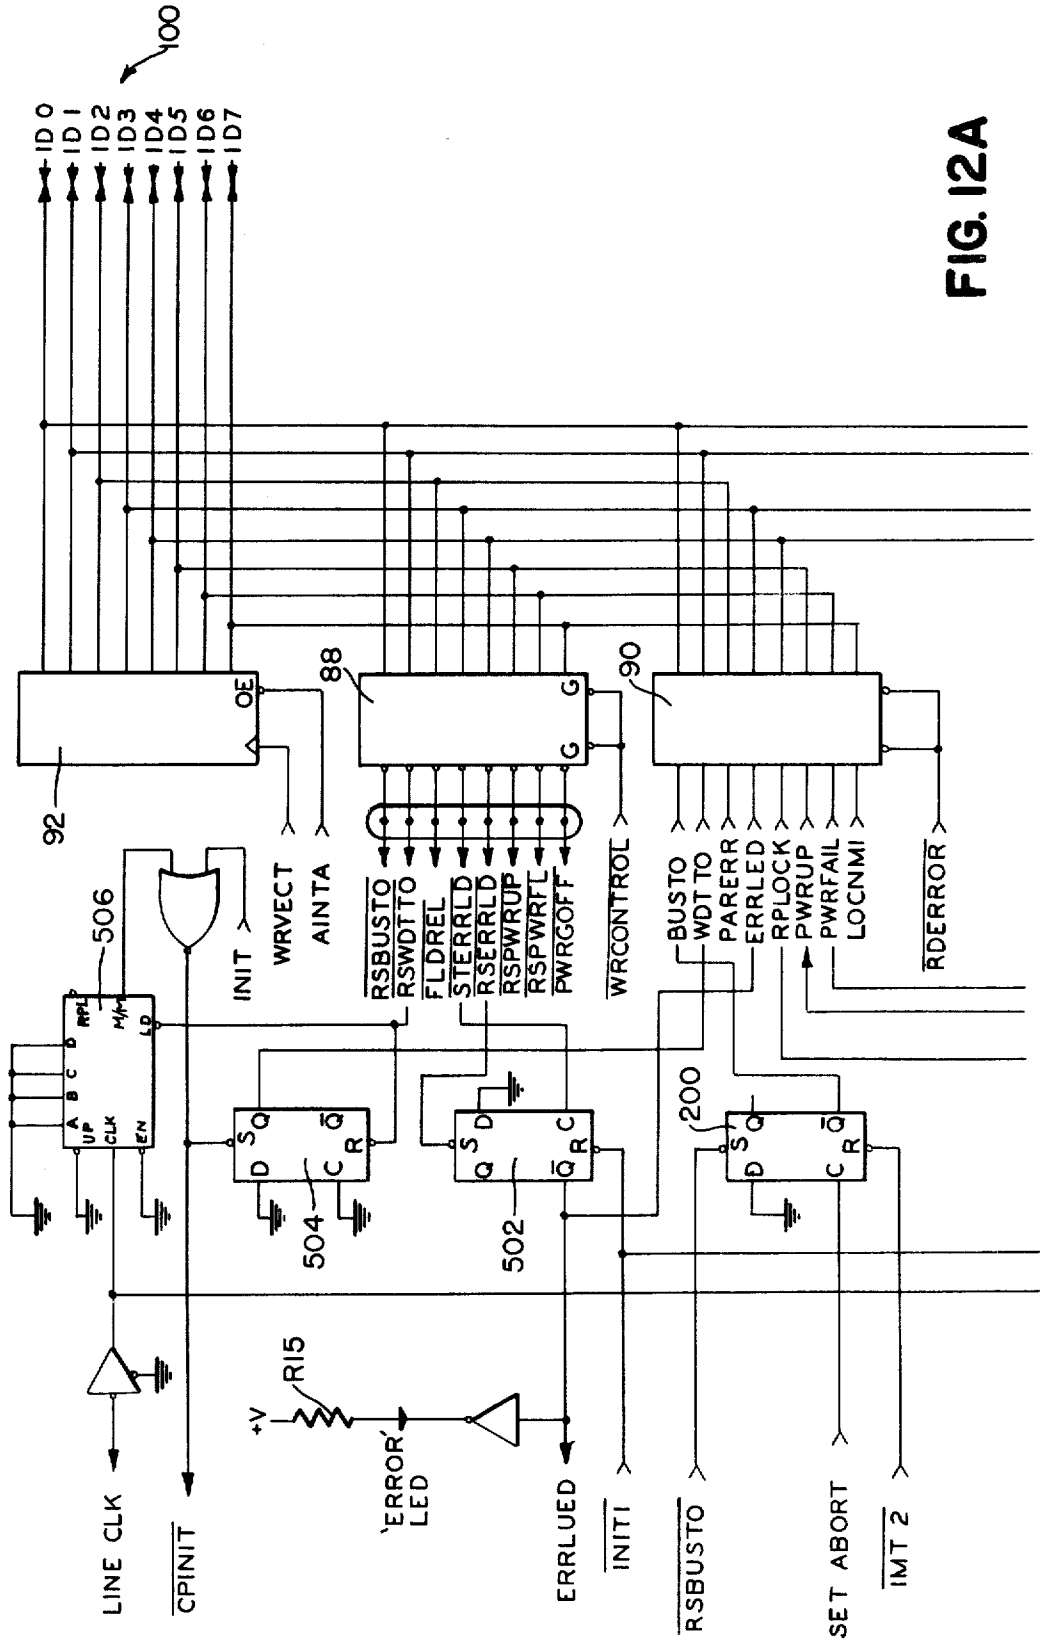 100
ID0
ID1
ID2
ID3
ID4
ID5
ID6
ID7
FIG. 12A
92
OE
WRVECT
AINTA
88
G
G
RSBUSTO
RSWDTTO
FLDREL
STERRLD
RSERRLD
RSPWRUP
RSPWRFL
PWRGOFF
WRCONTROL
90
BUSTO
WDTTO
PARERR
ERRLED
RPLOCK
PWRUP
PWRFAIL
LOCNMI
RDERROR
506
A
B
C
D
UP
CLK
EN
RPL
M/M
LD
INIT
504
S
D
Q
C
Q̅
R
502
S
Q
D
Q̅
C
R
200
S
D
Q
C
Q̅
R
+V
R15
'ERROR'
LED
LINE CLK
CPINIT
ERRLUED
INIT1
RSBUSTO
SET ABORT
IMT 2